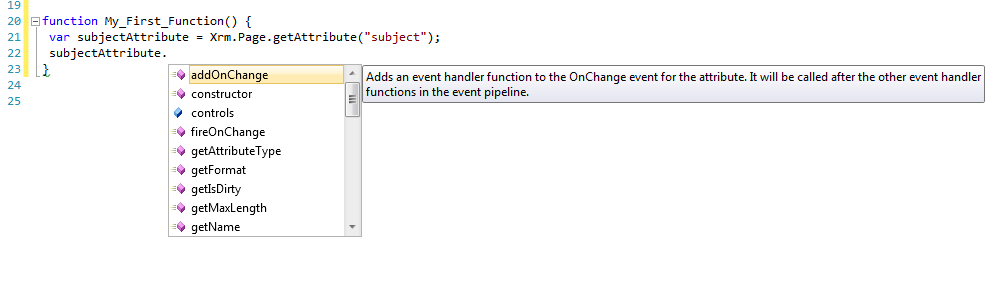 19
20 function My_First_Function() {
21 var subjectAttribute = Xrm.Page.getAttribute("subject");
22 subjectAttribute.
23 }
24
25
addOnChange
constructor
controls
fireOnChange
getAttributeType
getFormat
getIsDirty
getMaxLength
getName
Adds an event handler function to the OnChange event for the attribute. It will be called after the other event handler
functions in the event pipeline.